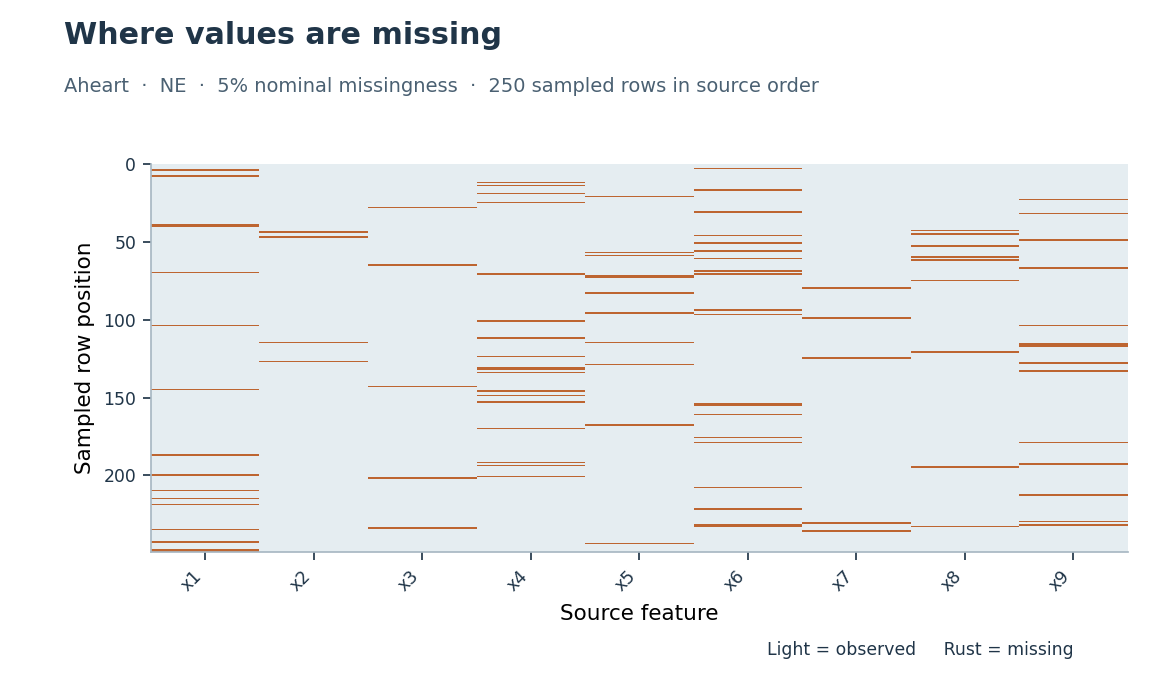 Where values are missing
Aheart · NE · 5% nominal missingness · 250 sampled rows in source order
0
50
100
150
200
Sampled row position
x1 x2 x3 x4 x5 x6 x7 x8 x9
Source feature
Light = observed Rust = missing